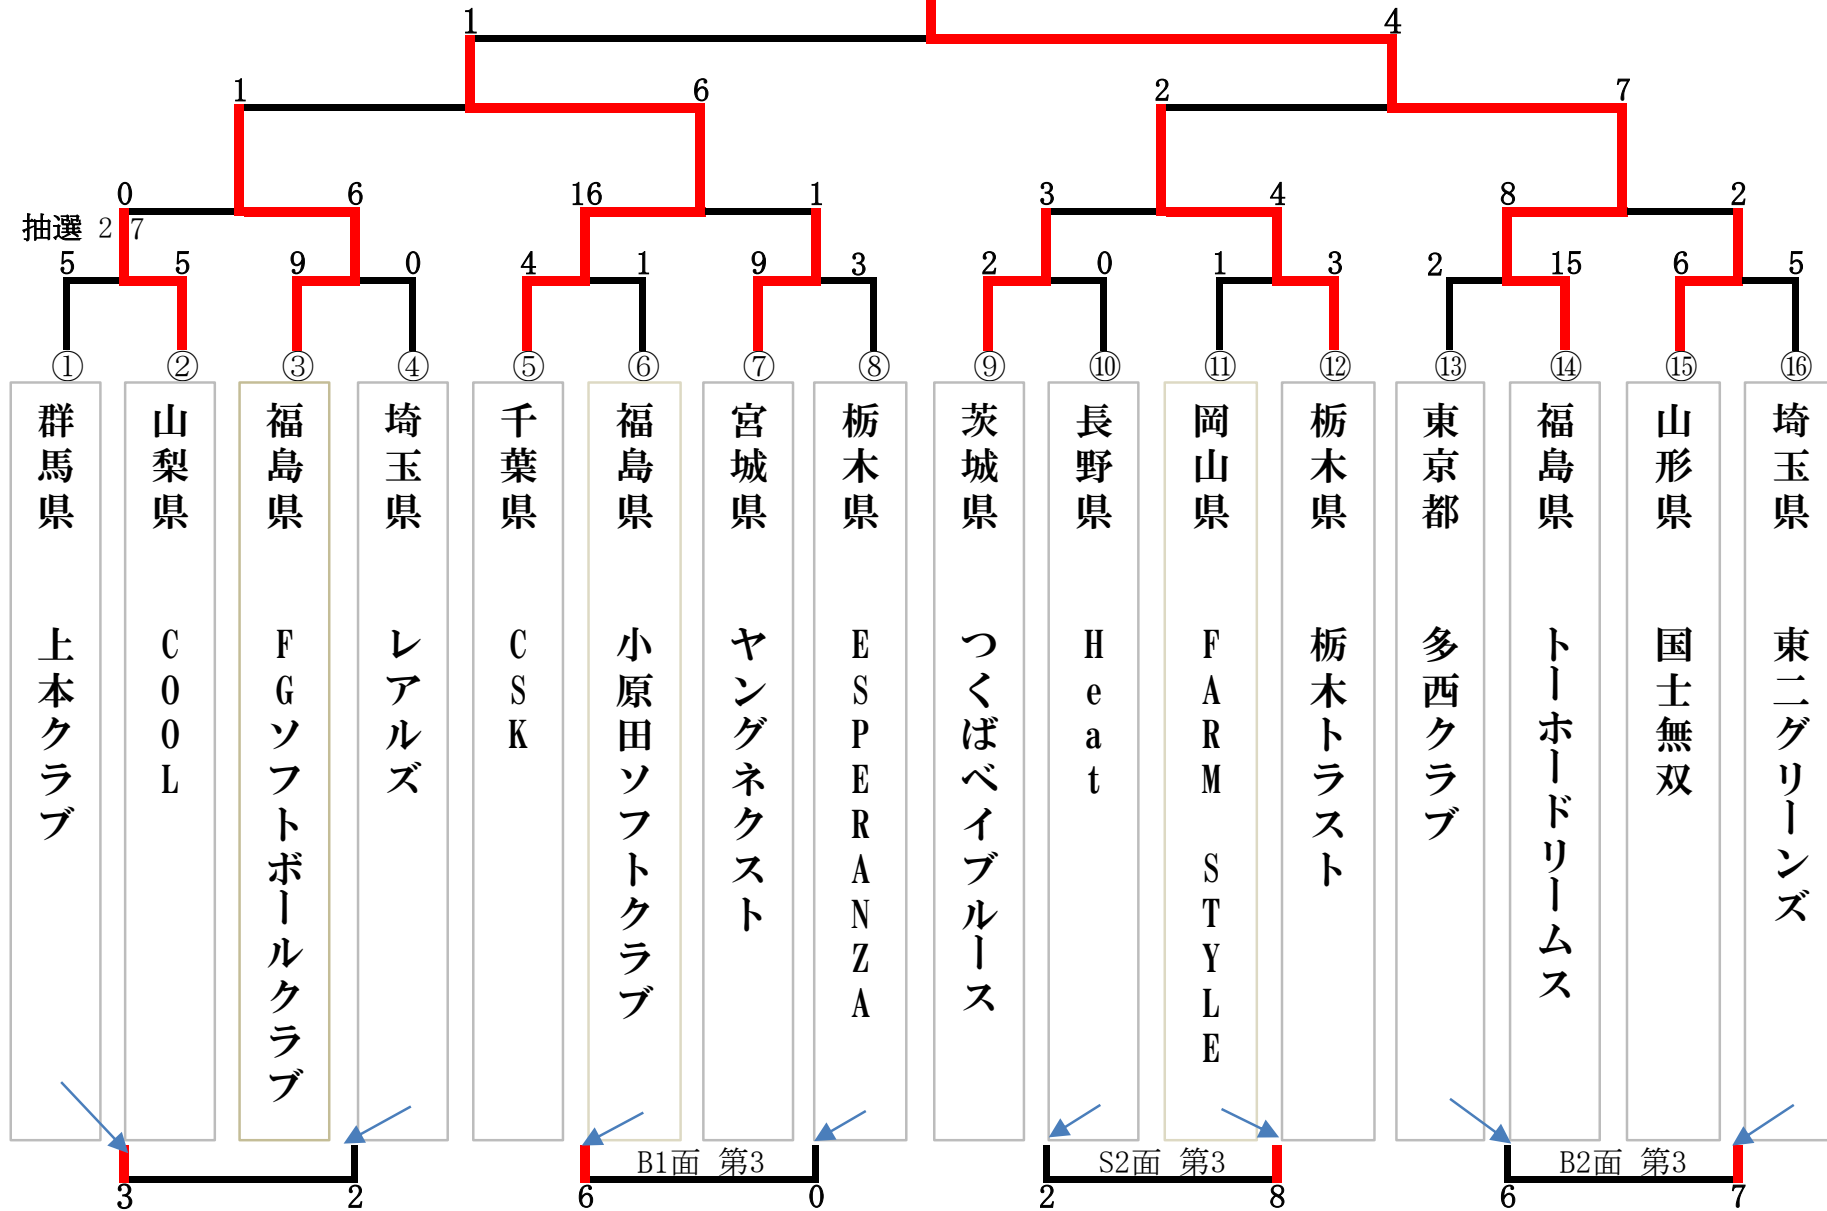 1 4
1 6 2 7
0 6 16 1 3 4 8 2
抽選 2 7
5 5 9 0 4 1 9 3 2 0 1 3 2 15 6 5
① ② ③ ④ ⑤ ⑥ ⑦ ⑧ ⑨ ⑩ ⑪ ⑫ ⑬ ⑭ ⑮ ⑯
群馬県 上本クラブ
山梨県 COOL
福島県 FGソフトボールクラブ
埼玉県 レアルズ
千葉県 CSK
福島県 小原田ソフトクラブ
宮城県 ヤングネクスト
栃木県 ESPERANZA
茨城県 つくばベイブルース
長野県 Heat
岡山県 FARM STYLE
栃木県 栃木トラスト
東京都 多西クラブ
福島県 トーホードリームス
山形県 国士無双
埼玉県 東二グリーンズ
B1面 第3 S2面 第3 B2面 第3
3 2 6 0 2 8 6 7